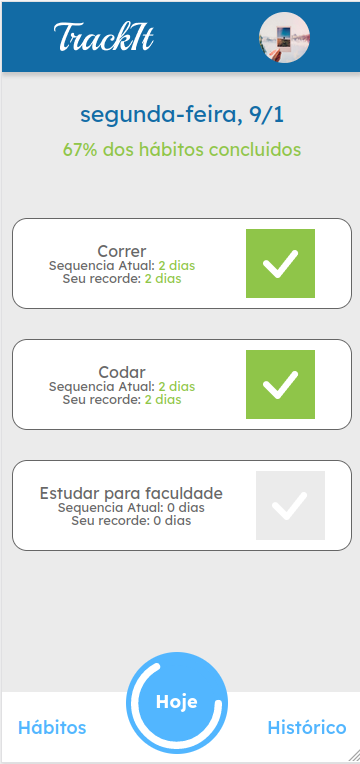 TrackIt
segunda-feira, 9/1
67% dos hábitos concluidos
Correr
Sequencia Atual: 2 dias
Seu recorde: 2 dias
Codar
Sequencia Atual: 2 dias
Seu recorde: 2 dias
Estudar para faculdade
Sequencia Atual: 0 dias
Seu recorde: 0 dias
Hábitos
Hoje
Histórico